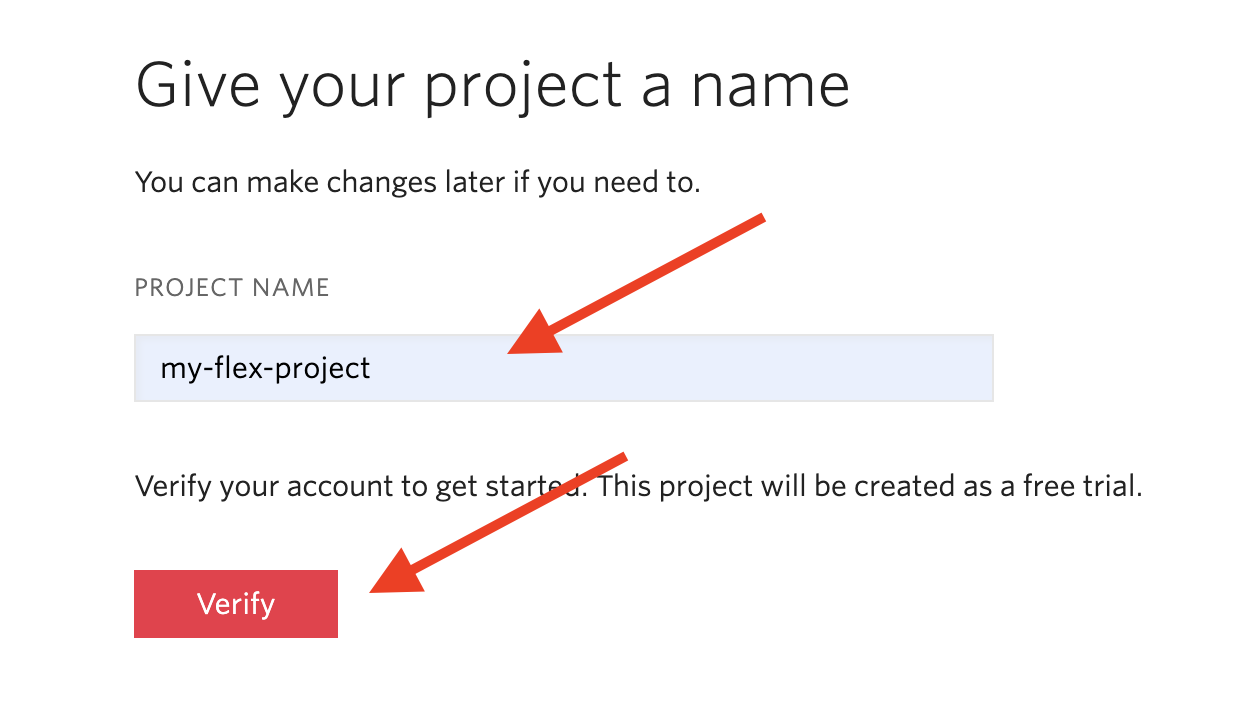 Give your project a name
You can make changes later if you need to.
PROJECT NAME
my-flex-project
Verify your account to get started. This project will be created as a free trial.
Verify